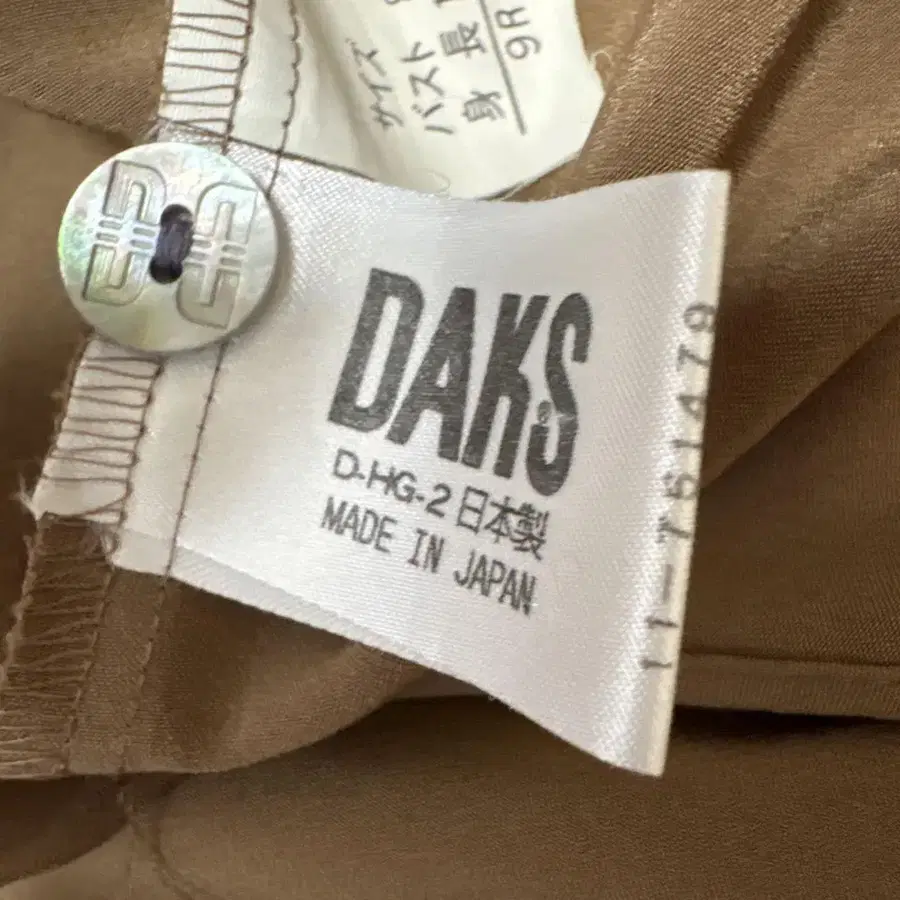 サイズ
バスト
身長
9R
DAKS
D-HG-2 日本製
MADE IN JAPAN
11-751479